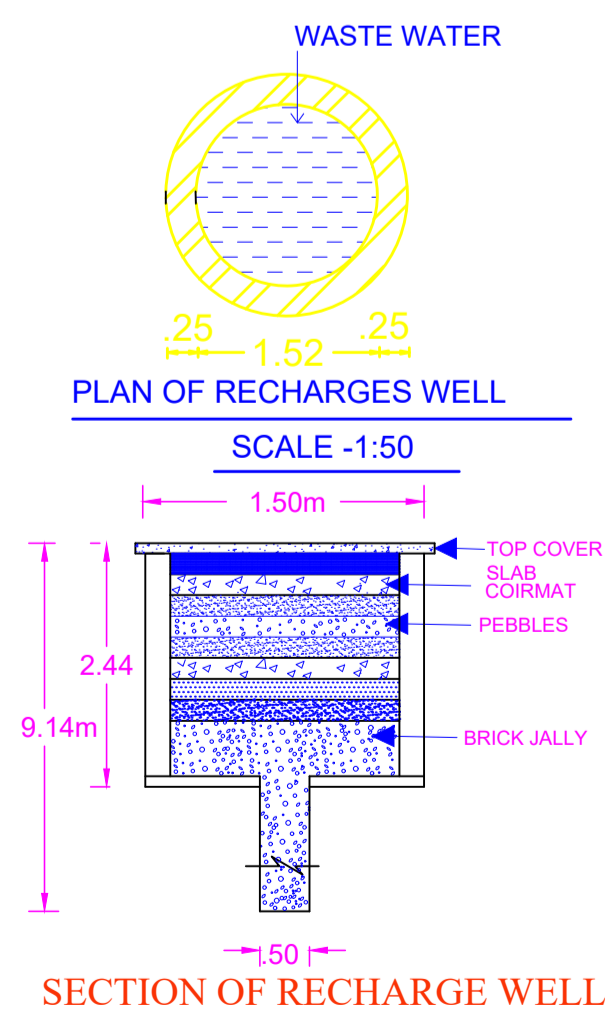 WASTE WATER
.25 1.52 .25
PLAN OF RECHARGES WELL
SCALE -1:50
1.50m
TOP COVER
SLAB
COIRMAT
PEBBLES
2.44
9.14m
BRICK JALLY
.50
SECTION OF RECHARGE WELL